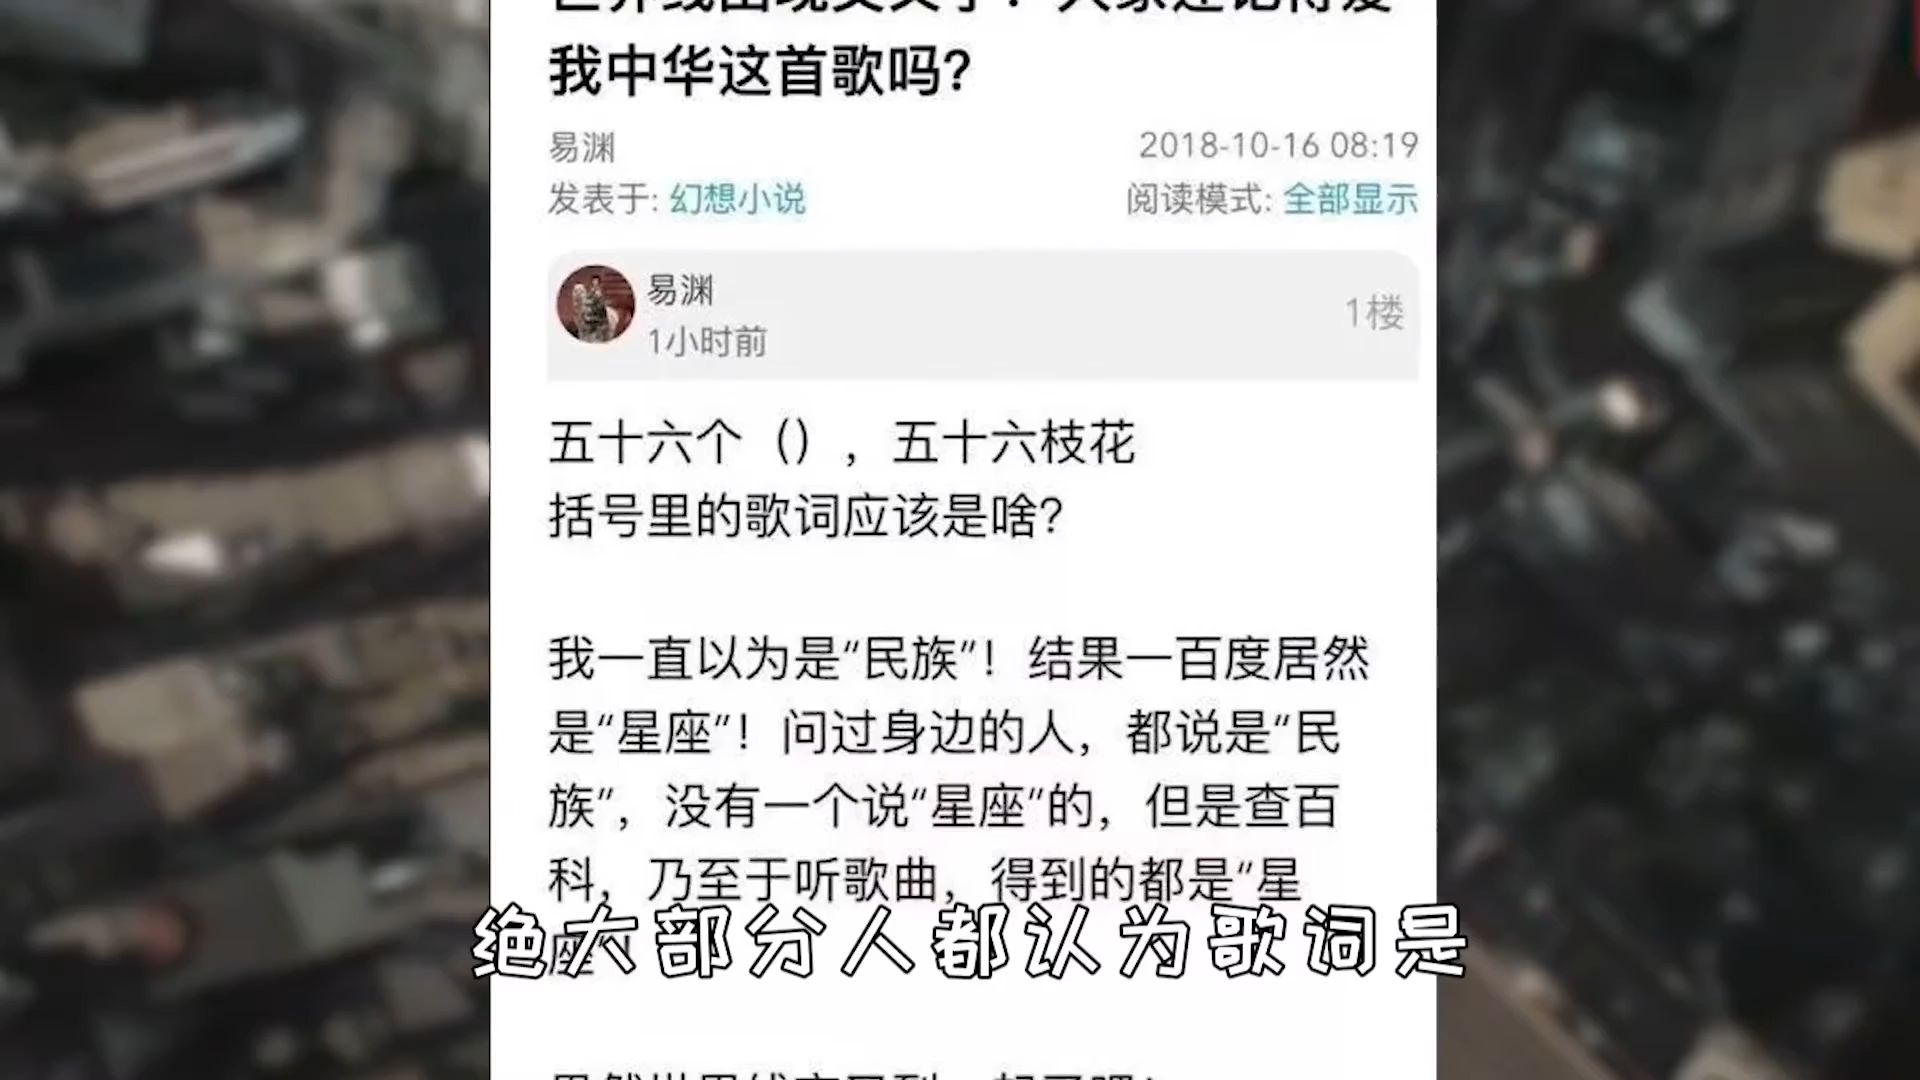 我中华这首歌吗?
易渊
2018-10-16 08:19
发表于: 幻想小说
阅读模式: 全部显示
易渊
1小时前
1楼
五十六个（），五十六枝花
括号里的歌词应该是啥?
我一直以为是“民族”！结果一百度居然
是“星座”！问过身边的人，都说是“民
族”，没有一个说“星座”的，但是查百
科，乃至于听歌曲，得到的都是“星
座”！
绝大部分人都认为歌词是